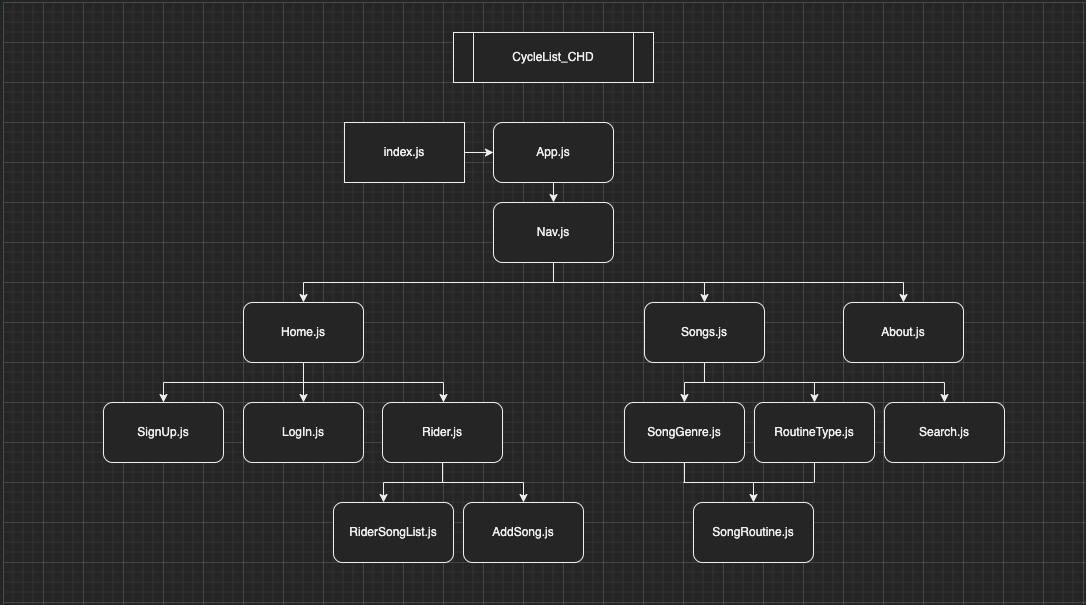 CycleList_CHD
index.js
App.js
Nav.js
Home.js
Songs.js
About.js
SignUp.js
LogIn.js
Rider.js
SongGenre.js
RoutineType.js
Search.js
RiderSongList.js
AddSong.js
SongRoutine.js